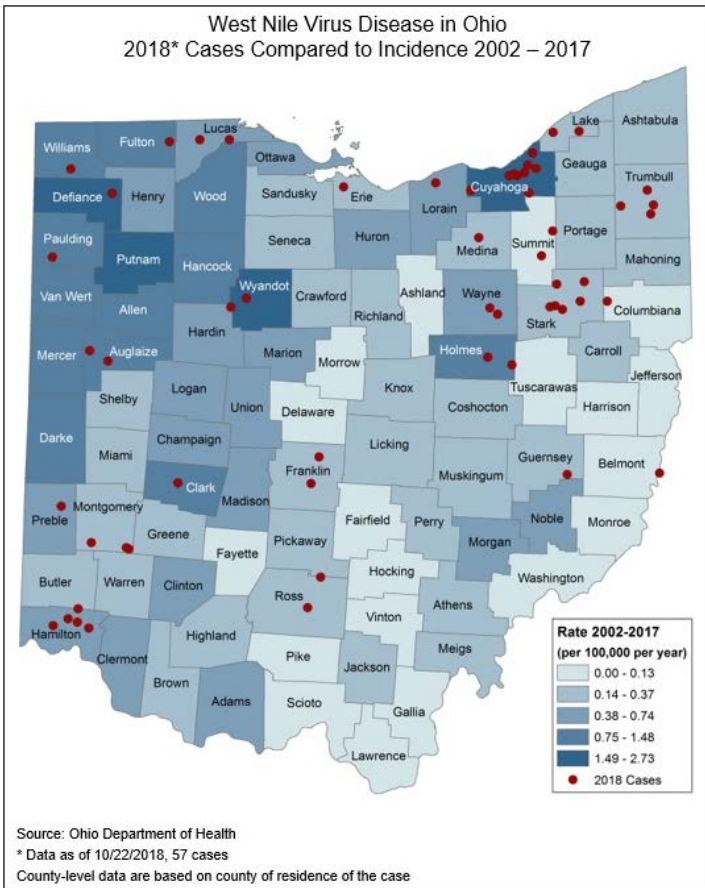 West Nile Virus Disease in Ohio
2018* Cases Compared to Incidence 2002 – 2017
Lake
Ashtabula
Lucas
Fulton
Williams
Ottawa
Geauga
Cuyahoga
Trumbull
Defiance
Henry
Wood
Sandusky
Erie
Lorain
Huron
Medina
Summit
Portage
Seneca
Paulding
Putnam
Hancock
Mahoning
Wyandot
Crawford
Richland
Ashland
Wayne
Stark
Columbiana
Van Wert
Allen
Hardin
Marion
Morrow
Holmes
Carroll
Mercer
Auglaize
Jefferson
Tuscarawas
Logan
Shelby
Union
Delaware
Knox
Coshocton
Harrison
Darke
Champaign
Miami
Licking
Guernsey
Belmont
Clark
Franklin
Muskingum
Madison
Montgomery
Preble
Greene
Fairfield
Perry
Noble
Monroe
Pickaway
Morgan
Fayette
Butler
Warren
Clinton
Hocking
Washington
Ross
Athens
Vinton
Hamilton
Highland
Meigs
Clermont
Pike
Jackson
Brown
Adams
Scioto
Gallia
Lawrence
Rate 2002-2017
(per 100,000 per year)
0.00 - 0.13
0.14 - 0.37
0.38 - 0.74
0.75 - 1.48
1.49 - 2.73
2018 Cases
Source: Ohio Department of Health
* Data as of 10/22/2018, 57 cases
County-level data are based on county of residence of the case